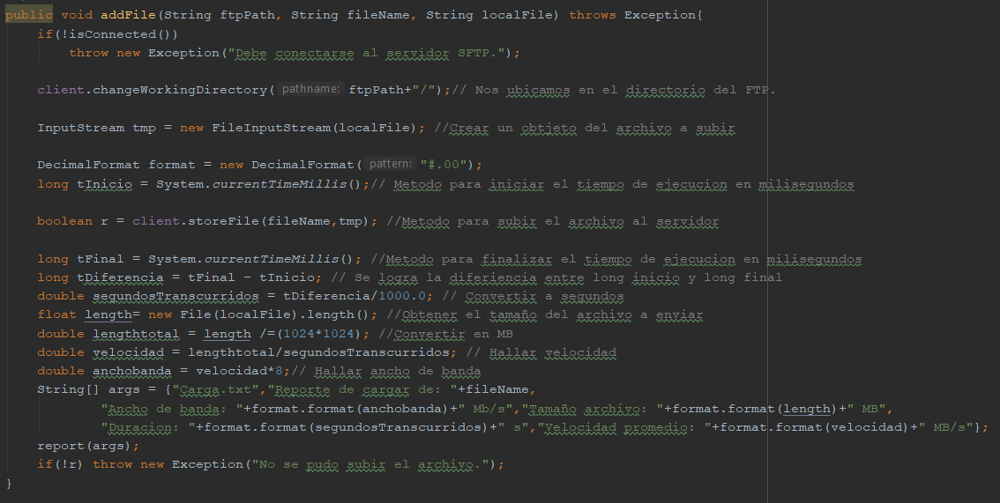 public void addFile(String ftpPath, String fileName, String localFile) throws Exception{
if(!isConnected())
throw new Exception("Debe conectarse al servidor SFTP.");
client.changeWorkingDirectory( pathname: ftpPath+"/");// Nos ubicamos en el directorio del FTP.
InputStream tmp = new FileInputStream(localFile); //Crear un obtjeto del archivo a subir
DecimalFormat format = new DecimalFormat( pattern: "#.00");
long tInicio = System.currentTimeMillis();// Metodo para iniciar el tiempo de ejecucion en milisegundos
boolean r = client.storeFile(fileName,tmp); //Metodo para subir el archivo al servidor
long tFinal = System.currentTimeMillis(); //Metodo para finalizar el tiempo de ejecucion en milisegundos
long tDiferencia = tFinal - tInicio; // Se logra la diferiencia entre long inicio y long final
double segundosTranscurridos = tDiferencia/1000.0; // Convertir a segundos
float length= new File(localFile).length(); //Obtener el tamaño del archivo a enviar
double lengthtotal = length /=(1024*1024); //Convertir en MB
double velocidad = lengthtotal/segundosTranscurridos; // Hallar velocidad
double anchobanda = velocidad*8;// Hallar ancho de banda
String[] args = {"Carga.txt","Reporte de cargar de: "+fileName,
"Ancho de banda: "+format.format(anchobanda)+" Mb/s","Tamaño archivo: "+format.format(length)+" MB",
"Duracion: "+format.format(segundosTranscurridos)+" s","Velocidad promedio: "+format.format(velocidad)+" MB/s"};
report(args);
if(!r) throw new Exception("No se pudo subir el archivo.");
}